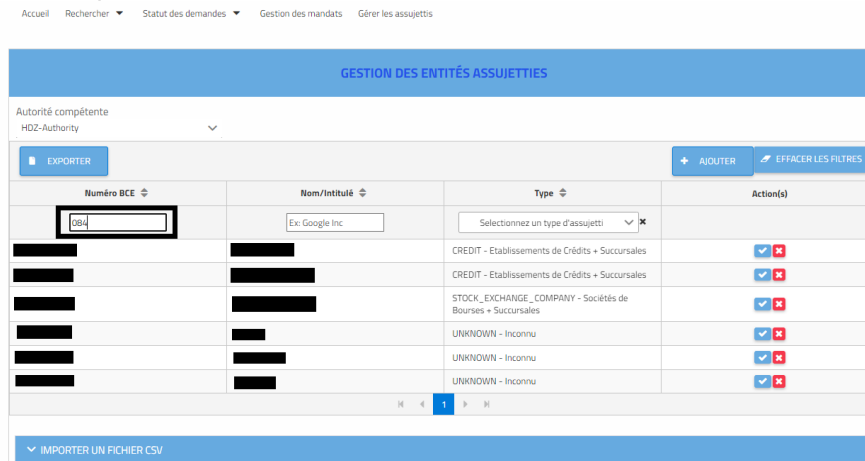 Accueil Rechercher Statut des demandes Gestion des mandats Gérer les assujettis
GESTION DES ENTITÉS ASSUJETTIES
Autorité compétente
HDZ-Authority
EXPORTER AJOUTER EFFACER LES FILTRES
Numéro BCE Nom/Intitulé Type Action(s)
084 Ex: Google Inc Selectionnez un type d'assujetti
CREDIT - Etablissements de Crédits + Succursales
CREDIT - Etablissements de Crédits + Succursales
STOCK_EXCHANGE_COMPANY - Sociétés de
Bourses + Succursales
UNKNOWN - Inconnu
UNKNOWN - Inconnu
UNKNOWN - Inconnu
1
IMPORTER UN FICHIER CSV